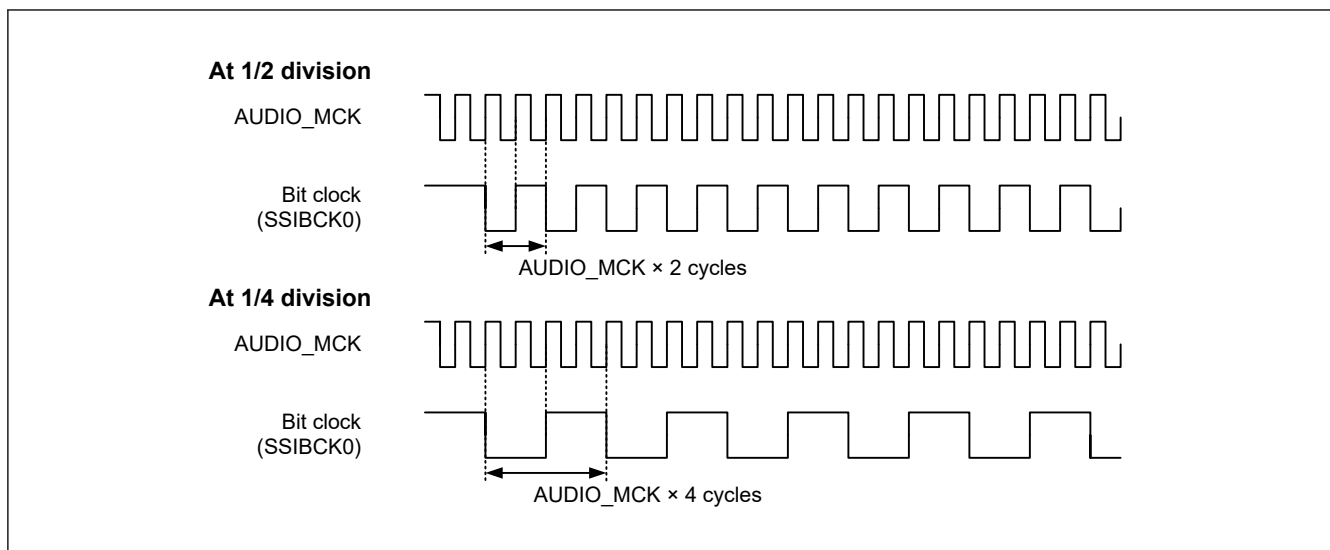 At 1/2 division
AUDIO_MCK
Bit clock
(SSIBCK0)
AUDIO_MCK × 2 cycles
At 1/4 division
AUDIO_MCK
Bit clock
(SSIBCK0)
AUDIO_MCK × 4 cycles